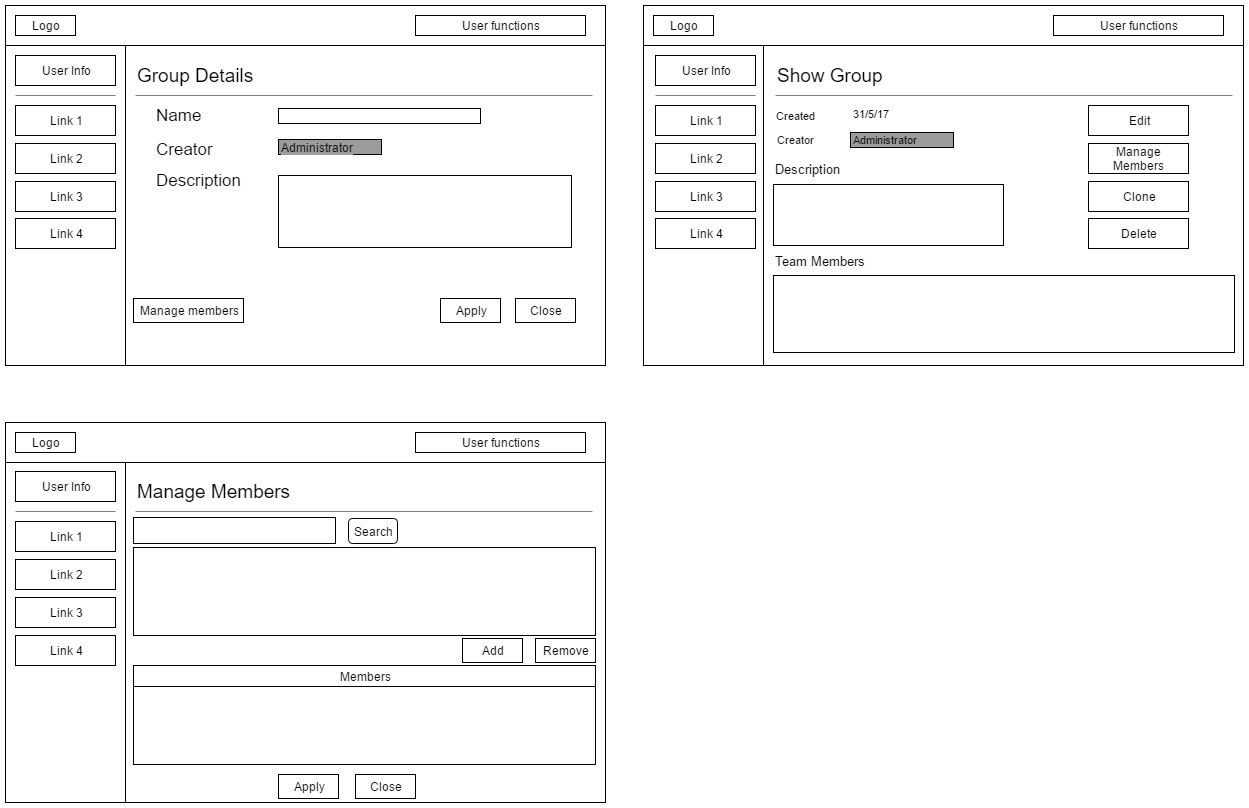 Logo
User functions
User Info
Group Details
Link 1
Name
Link 2
Creator
Administrator
Link 3
Description
Link 4
Manage members
Apply
Close
Logo
User functions
User Info
Show Group
Link 1
Created
31/5/17
Edit
Creator
Administrator
Link 2
Manage
Members
Description
Link 3
Clone
Link 4
Delete
Team Members
Logo
User functions
User Info
Manage Members
Link 1
Search
Link 2
Link 3
Link 4
Add
Remove
Members
Apply
Close